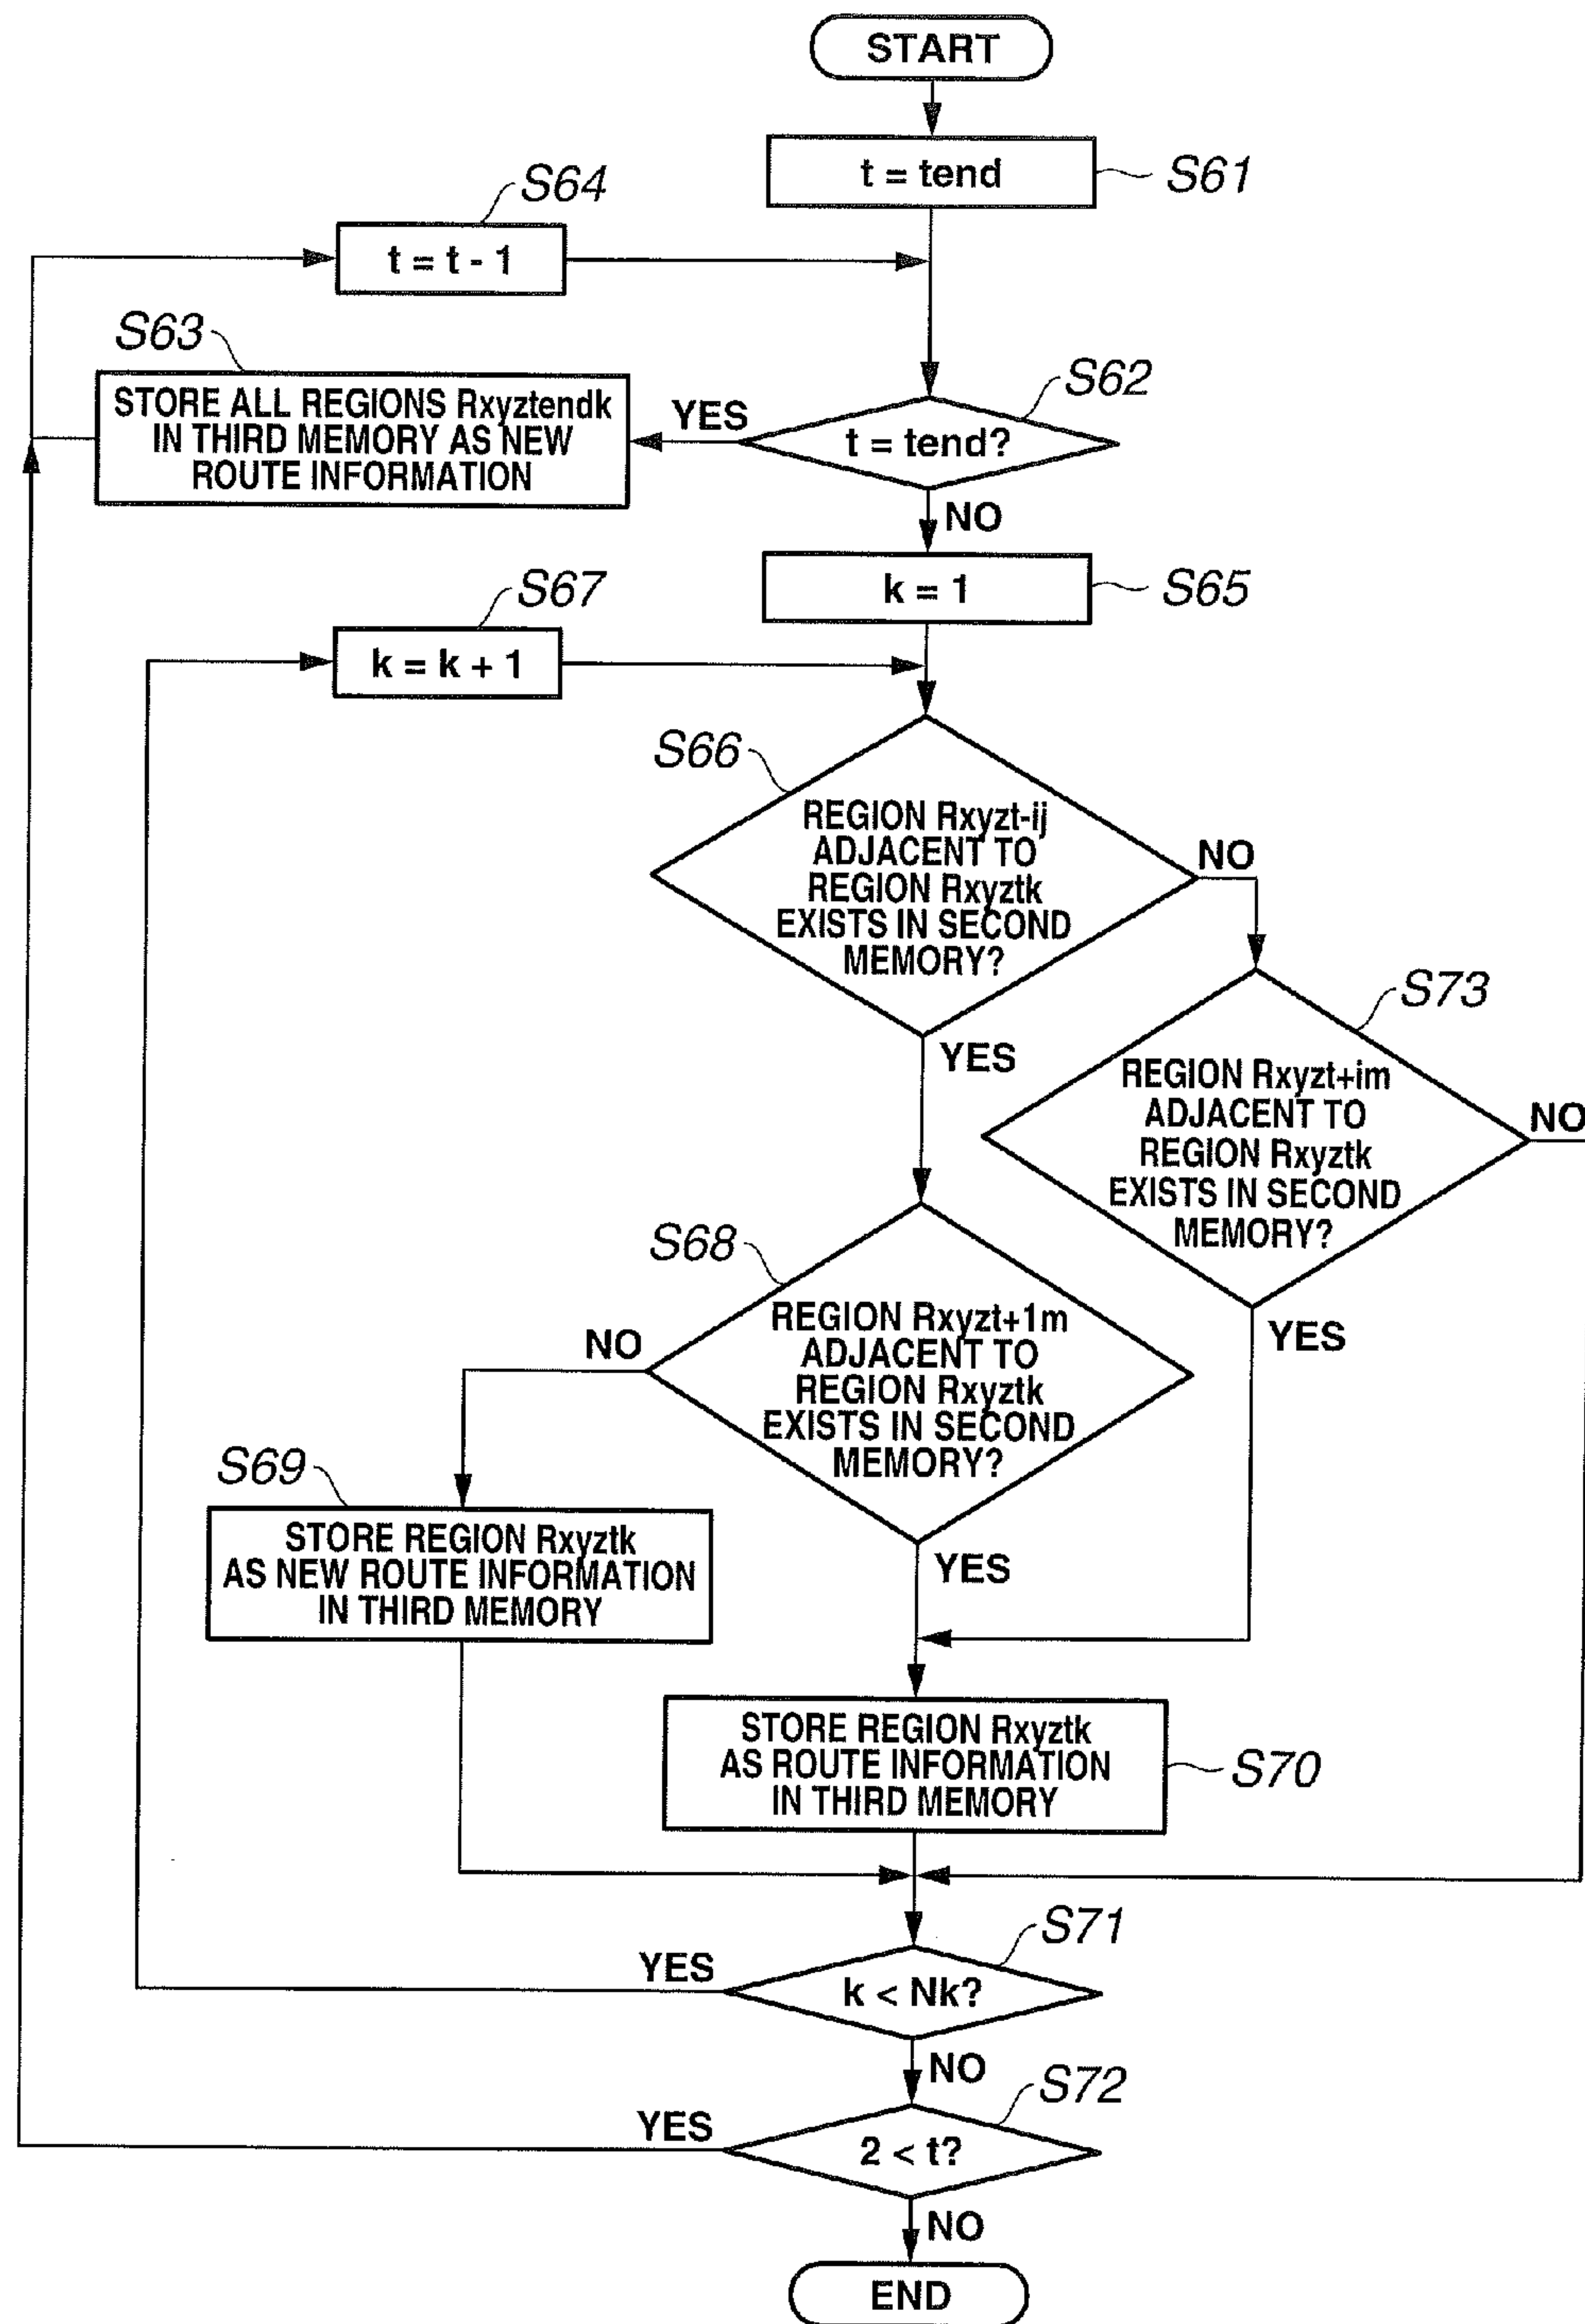 START
t = tend
S61
S64
t = t - 1
S63
STORE ALL REGIONS Rxyztendk
IN THIRD MEMORY AS NEW
ROUTE INFORMATION
YES
S62
t = tend?
NO
k = 1
S65
S67
k = k + 1
S66
REGION Rxyzt-ij
ADJACENT TO
REGION Rxyztk
EXISTS IN SECOND
MEMORY?
NO
YES
S73
REGION Rxyzt+im
ADJACENT TO
REGION Rxyztk
EXISTS IN SECOND
MEMORY?
NO
YES
S68
REGION Rxyzt+1m
ADJACENT TO
REGION Rxyztk
EXISTS IN SECOND
MEMORY?
NO
YES
S69
STORE REGION Rxyztk
AS NEW ROUTE INFORMATION
IN THIRD MEMORY
STORE REGION Rxyztk
AS ROUTE INFORMATION
IN THIRD MEMORY
S70
S71
YES
k < Nk?
NO
S72
YES
2 < t?
NO
END